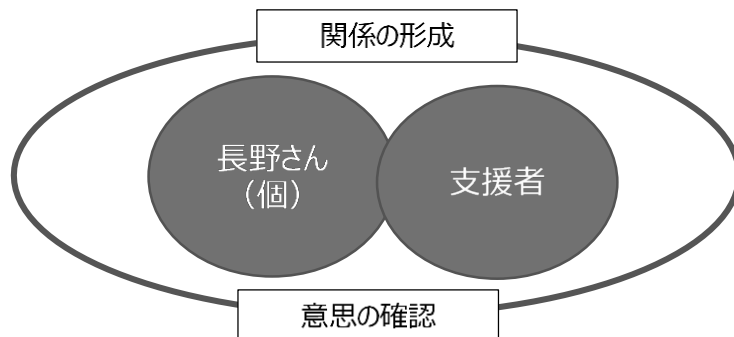 関係の形成
長野さん
（個）
支援者
意思の確認